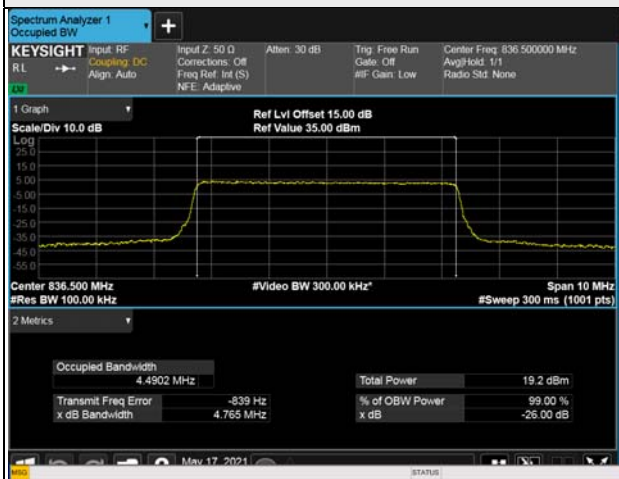 Spectrum Analyzer 1
Occupied BW
KEYSIGHT
RL
LXI
Input: RF
Coupling: DC
Align: Auto
Input Z: 50 Ω
Corrections: Off
Freq Ref: Int (S)
NFE: Adaptive
Atten: 30 dB
Trig: Free Run
Gate: Off
#IF Gain: Low
Center Freq: 836.500000 MHz
Avg|Hold: 1/1
Radio Std: None
1 Graph
Scale/Div 10.0 dB
Ref Lvl Offset 15.00 dB
Ref Value 35.00 dBm
Log
25.0
15.0
5.00
-5.00
-15.0
-25.0
-35.0
-45.0
-55.0
Center 836.500 MHz
#Video BW 300.00 kHz*
Span 10 MHz
#Res BW 100.00 kHz
#Sweep 300 ms (1001 pts)
2 Metrics
Occupied Bandwidth
4.4902 MHz
Total Power 19.2 dBm
Transmit Freq Error -839 Hz
% of OBW Power 99.00 %
x dB Bandwidth 4.765 MHz
x dB -26.00 dB
May 17, 2021
MSG
STATUS